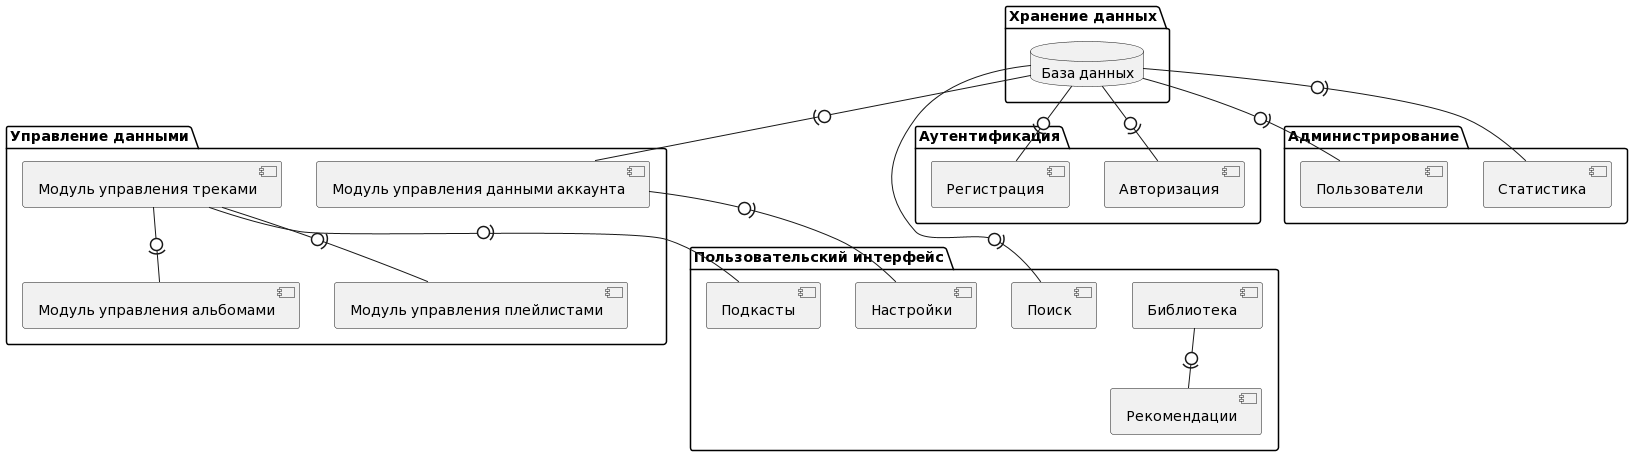 Хранение данных
База данных
Управление данными
Модуль управления треками
Модуль управления данными аккаунта
Модуль управления альбомами
Модуль управления плейлистами
Аутентификация
Регистрация
Авторизация
Администрирование
Пользователи
Статистика
Пользовательский интерфейс
Подкасты
Настройки
Поиск
Библиотека
Рекомендации